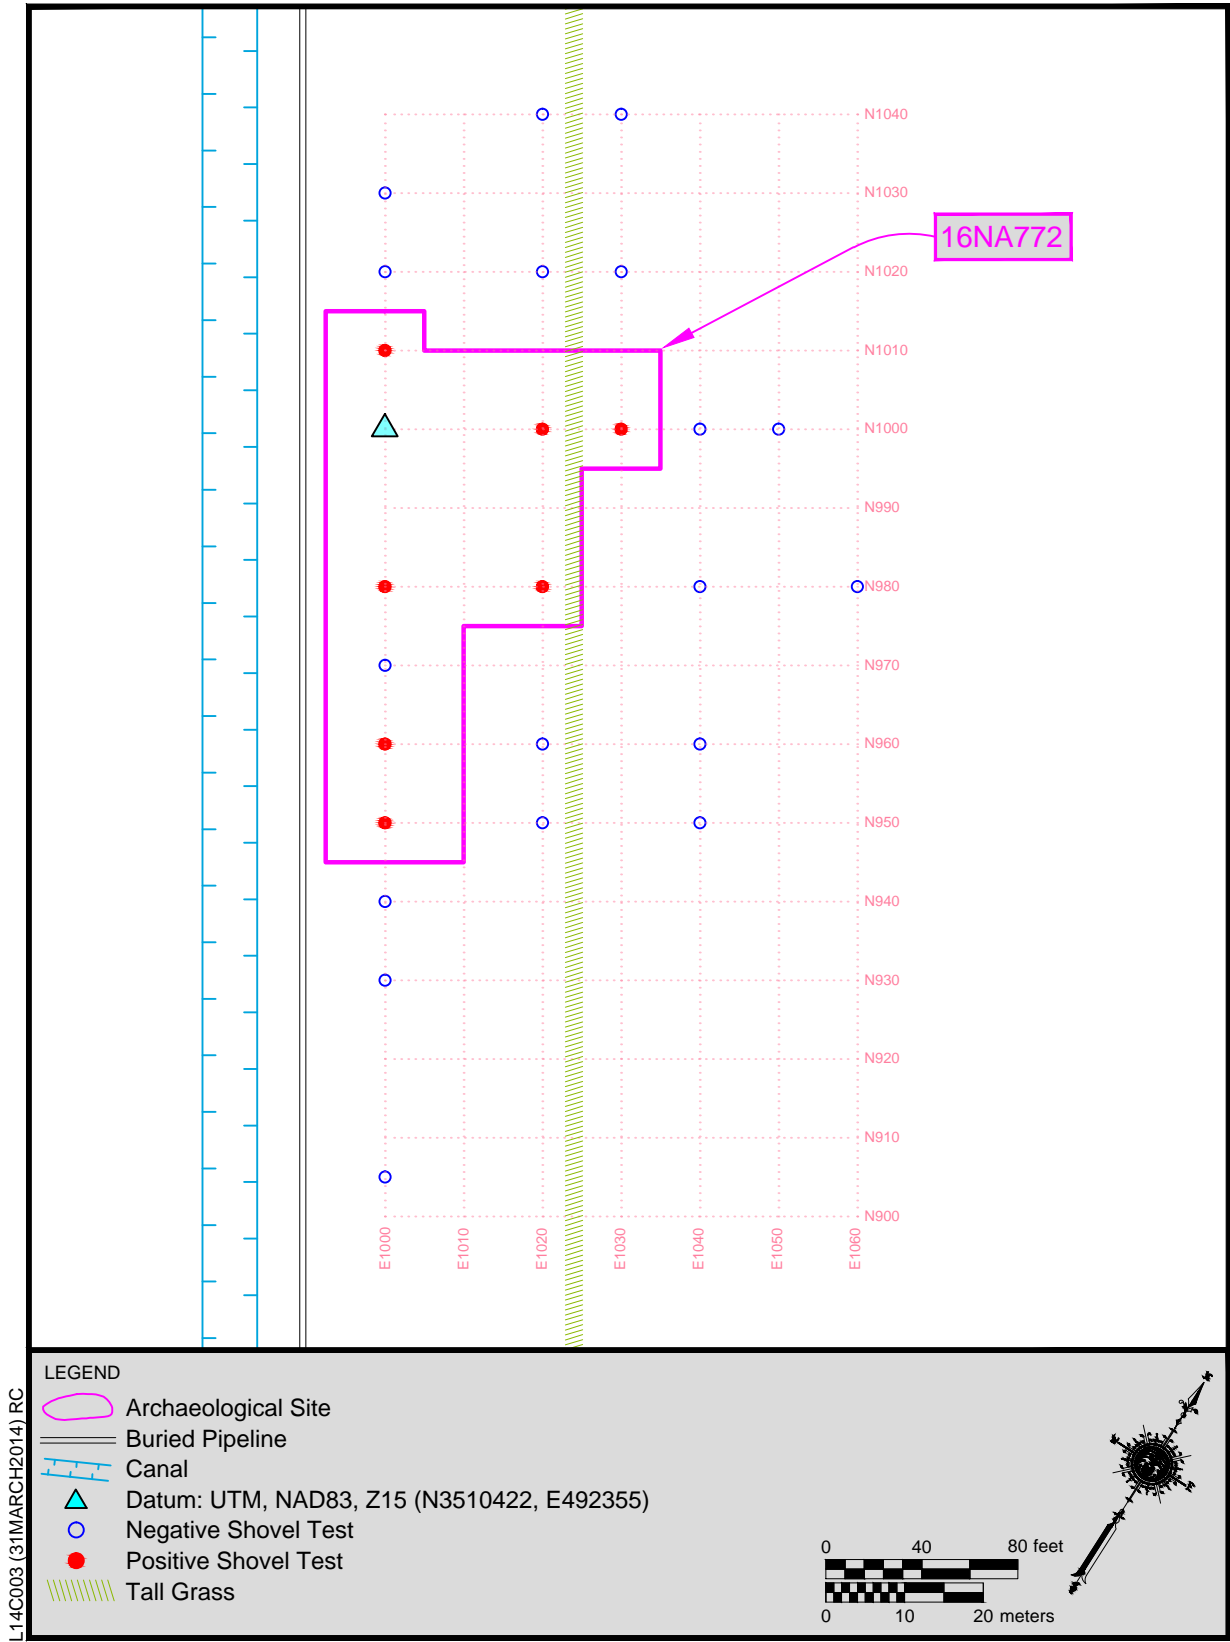 N1040
N1030
16NA772
N1020
N1010
N1000
N990
N980
N970
N960
N950
N940
N930
N920
N910
N900
E1000
E1010
E1020
E1030
E1040
E1050
E1060
LEGEND
Archaeological Site
Buried Pipeline
Canal
Datum: UTM, NAD83, Z15 (N3510422, E492355)
Negative Shovel Test
Positive Shovel Test
Tall Grass
0 40 80 feet
0 10 20 meters
L14C003 (31MARCH2014) RC